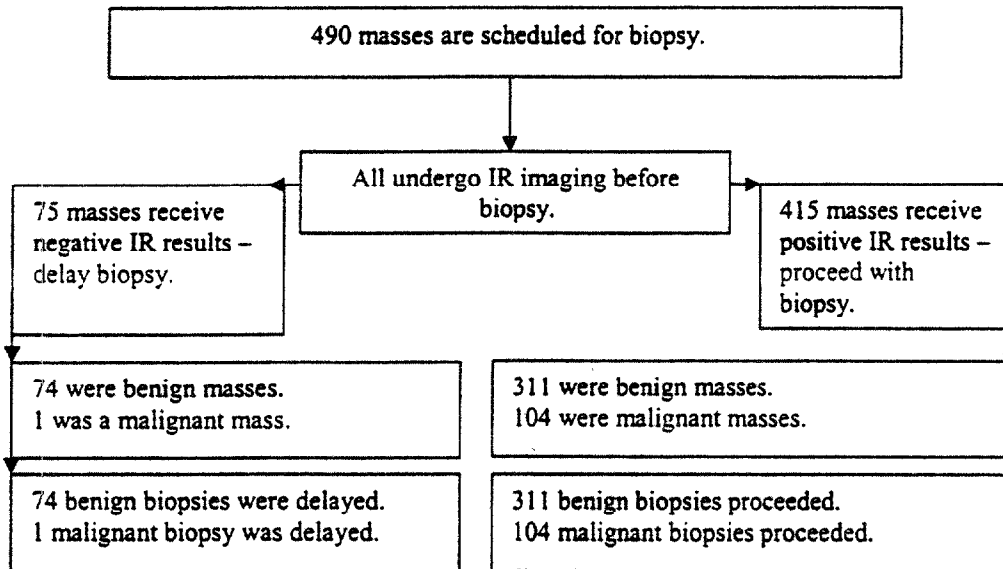 490 masses are scheduled for biopsy.
All undergo IR imaging before
biopsy.
75 masses receive
negative IR results –
delay biopsy.
415 masses receive
positive IR results –
proceed with
biopsy.
74 were benign masses.
1 was a malignant mass.
311 were benign masses.
104 were malignant masses.
74 benign biopsies were delayed.
1 malignant biopsy was delayed.
311 benign biopsies proceeded.
104 malignant biopsies proceeded.